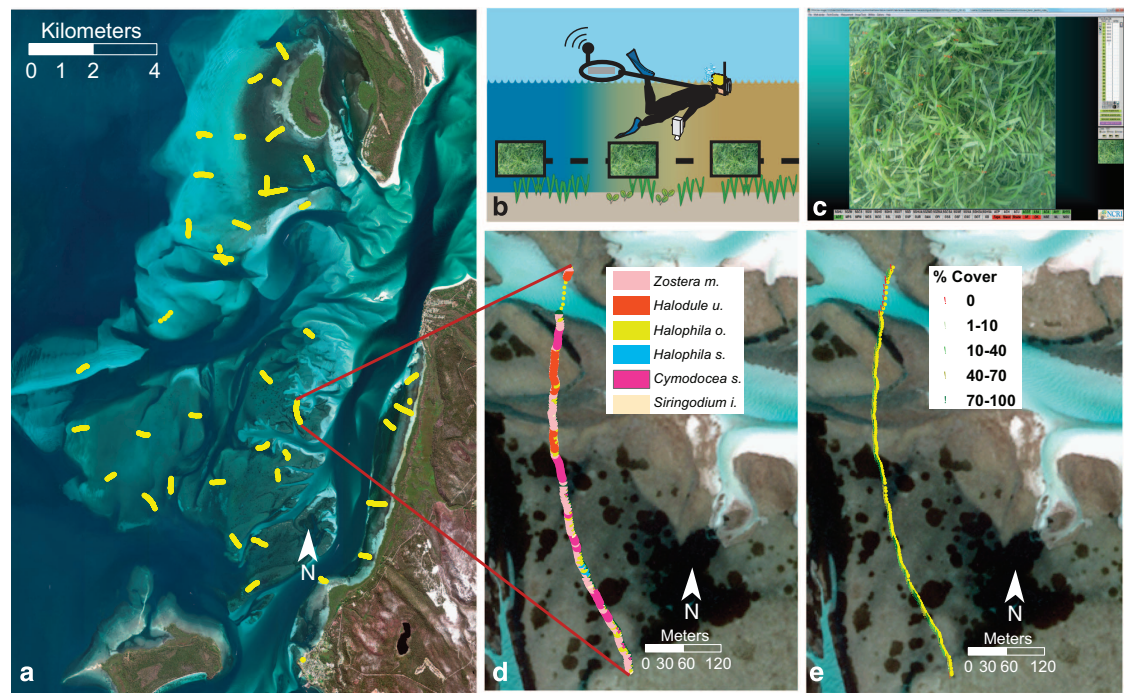 Kilometers
0 1 2 4
N
a
b
NCRI
c
Zostera m.
Halodule u.
Halophila o.
Halophila s.
Cymodocea s.
Siringodium i.
N
Meters
0 30 60 120
d
% Cover
0
1-10
10-40
40-70
70-100
N
Meters
0 30 60 120
e